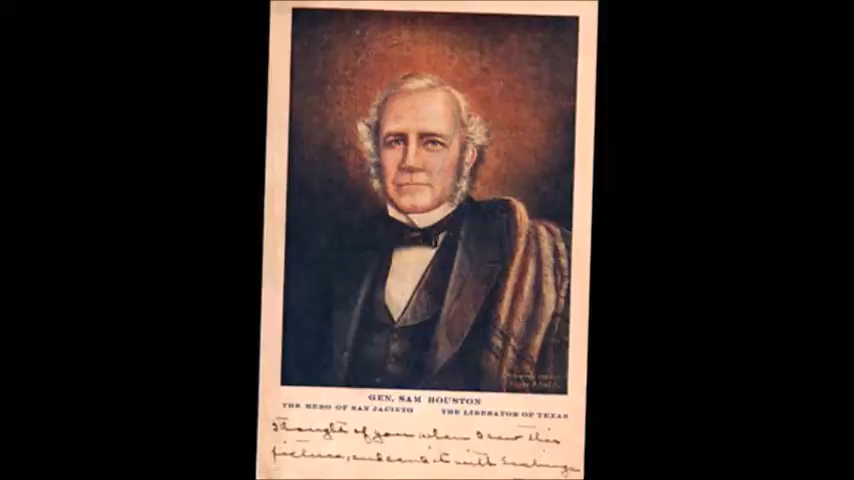 GEN. SAM HOUSTON
THE HERO OF SAN JACINTO THE LIBERATOR OF TEXAS
Thought of you when I saw this
picture, and send it with